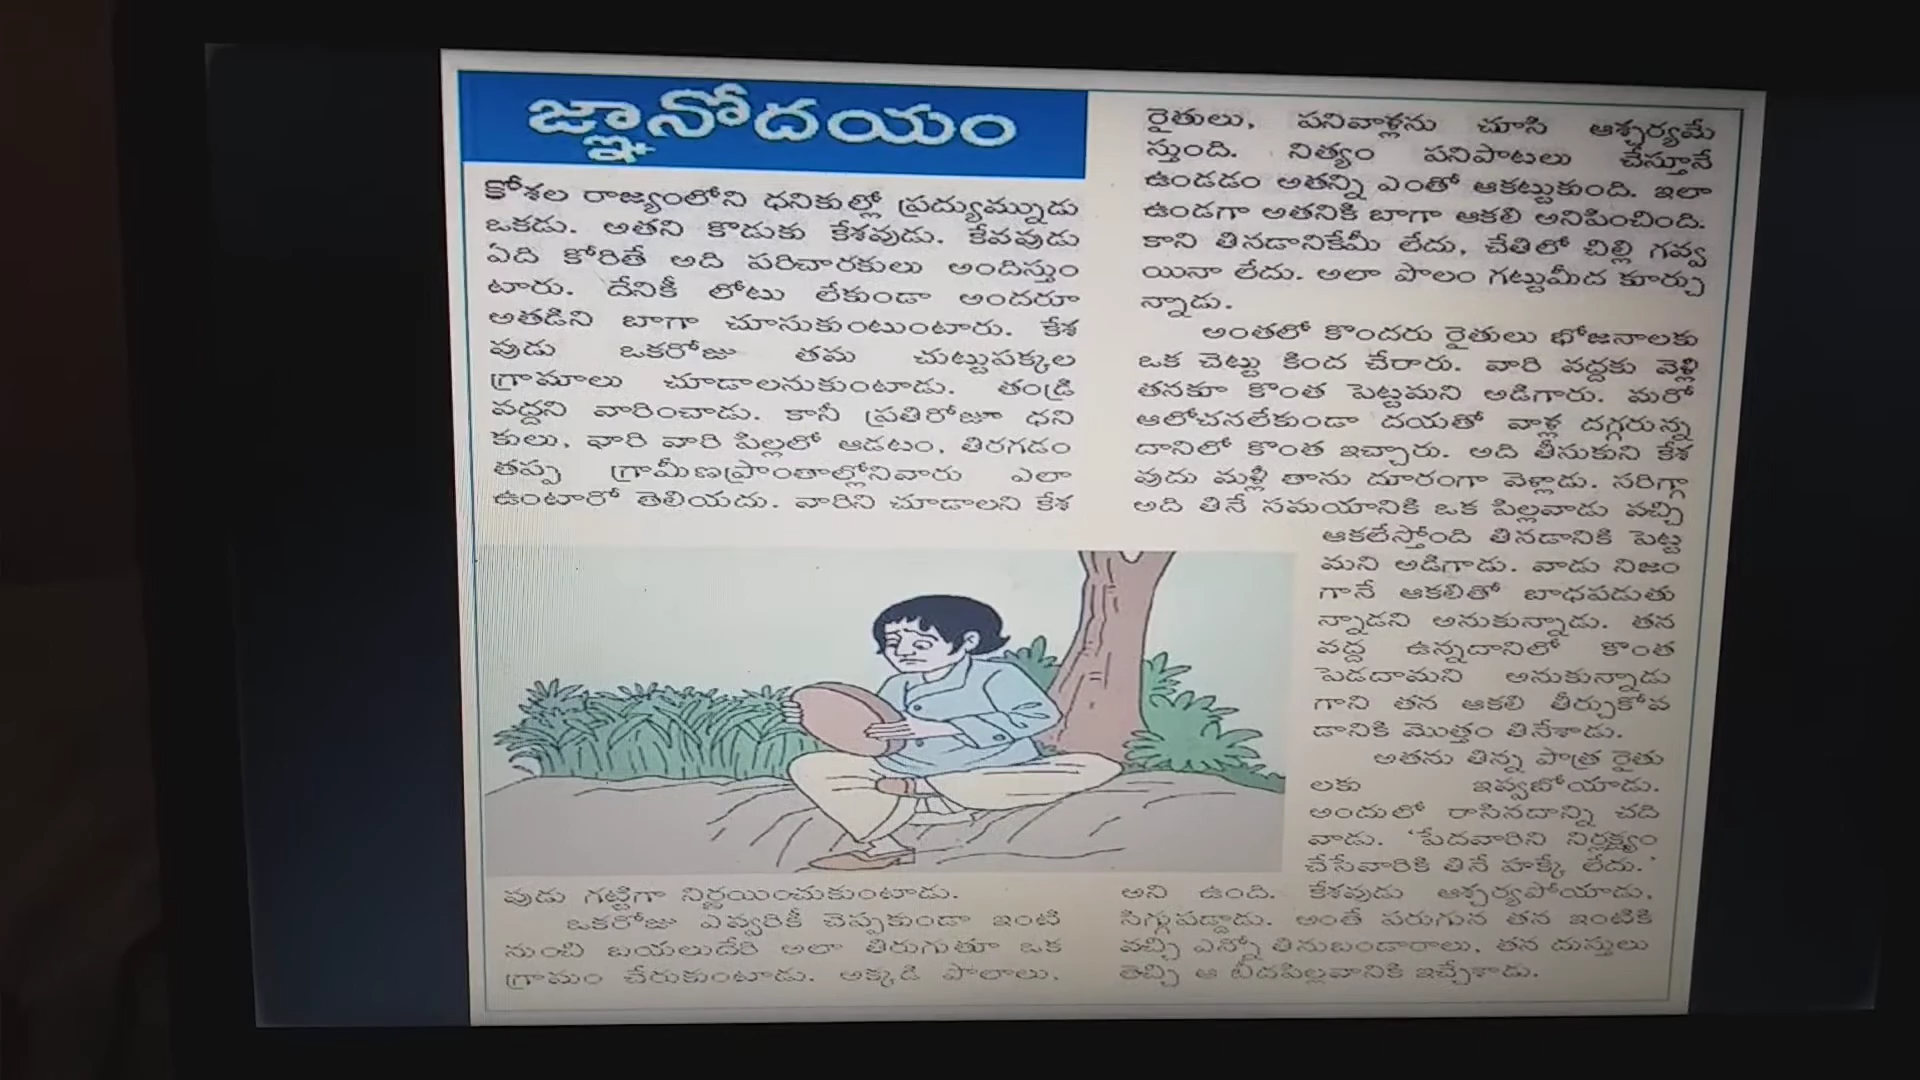 జ్ఞానోదయం
కోశల రాజ్యంలోని ధనికుల్లో ప్రద్యుమ్నుడు
ఒకడు. అతని కొడుకు కేశవుడు. కేవవుడు
ఏది కోరితే అది పరిచారకులు అందిస్తుం
టారు. దేనికీ లోటు లేకుండా అందరూ
అతడిని బాగా చూసుకుంటుంటారు. కేశ
వుడు ఒకరోజు తమ చుట్టుపక్కల
గ్రామాలు చూడాలనుకుంటాడు. తండ్రి
వద్దని వారించాడు. కానీ ప్రతిరోజూ ధని
కులు, వారి వారి పిల్లలో ఆడటం, తిరగడం
తప్ప గ్రామీణప్రాంతాల్లోనివారు ఎలా
ఉంటారో తెలియదు. వారిని చూడాలని కేశ
వుడు గట్టిగా నిర్ణయించుకుంటాడు.
ఒకరోజు ఎవ్వరికీ చెప్పకుండా ఇంటి
నుంచి బయలుదేరి అలా తిరుగుతూ ఒక
గ్రామం చేరుకుంటాడు. అక్కడి పొలాలు,
రైతులు, పనివాళ్లను చూసి ఆశ్చర్యమే
స్తుంది. నిత్యం పనిపాటలు చేస్తూనే
ఉండడం అతన్ని ఎంతో ఆకట్టుకుంది. ఇలా
ఉండగా అతనికి బాగా ఆకలి అనిపించింది.
కాని తినడానికేమీ లేదు, చేతిలో చిల్లి గవ్వ
యినా లేదు. అలా పొలం గట్టుమీద కూర్చు
న్నాడు.
అంతలో కొందరు రైతులు భోజనాలకు
ఒక చెట్టు కింద చేరారు. వారి వద్దకు వెళ్లి
తనకూ కొంత పెట్టమని అడిగారు. మరో
ఆలోచనలేకుండా దయతో వాళ్ల దగ్గరున్న
దానిలో కొంత ఇచ్చారు. అది తీసుకుని కేశ
వుదు మళ్లీ తాను దూరంగా వెళ్లాడు. సరిగ్గా
అది తినే సమయానికి ఒక పిల్లవాడు వచ్చి
ఆకలేస్తోంది తినడానికి పెట్ట
మని అడిగాడు. వాడు నిజం
గానే ఆకలితో బాధపడుతు
న్నాడని అనుకున్నాడు. తన
వద్ద ఉన్నదానిలో కొంత
పెడదామని అనుకున్నాడు
గాని తన ఆకలి తీర్చుకోవ
డానికి మొత్తం తినేశాడు.
అతను తిన్న పాత్ర రైతు
లకు ఇవ్వబోయాడు.
అందులో రాసినదాన్ని చది
వాడు. 'పేదవారిని నిర్లక్ష్యం
చేసేవారికి తినే హక్కే లేదు.'
అని ఉంది. కేశవుడు ఆశ్చర్యపోయాడు,
సిగ్గుపడ్డాడు. అంతే పరుగున తన ఇంటికి
వచ్చి ఎన్నో తినుబండారాలు, తన దుస్తులు
తెచ్చి ఆ బీదపిల్లవానికి ఇచ్చేశాడు.